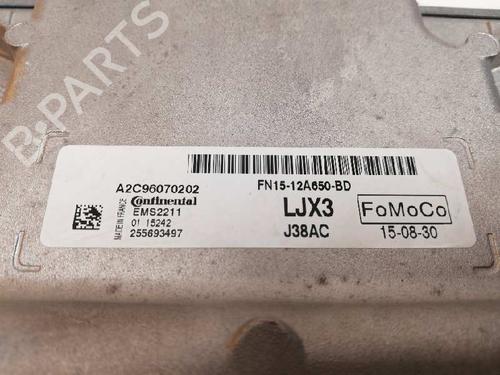 B-PARTS
A2C96070202
Continental
EMS2211
01 15242
255693497
MADE IN FRANCE
FN15-12A650-BD
LJX3
J38AC
FoMoCo
15-08-30